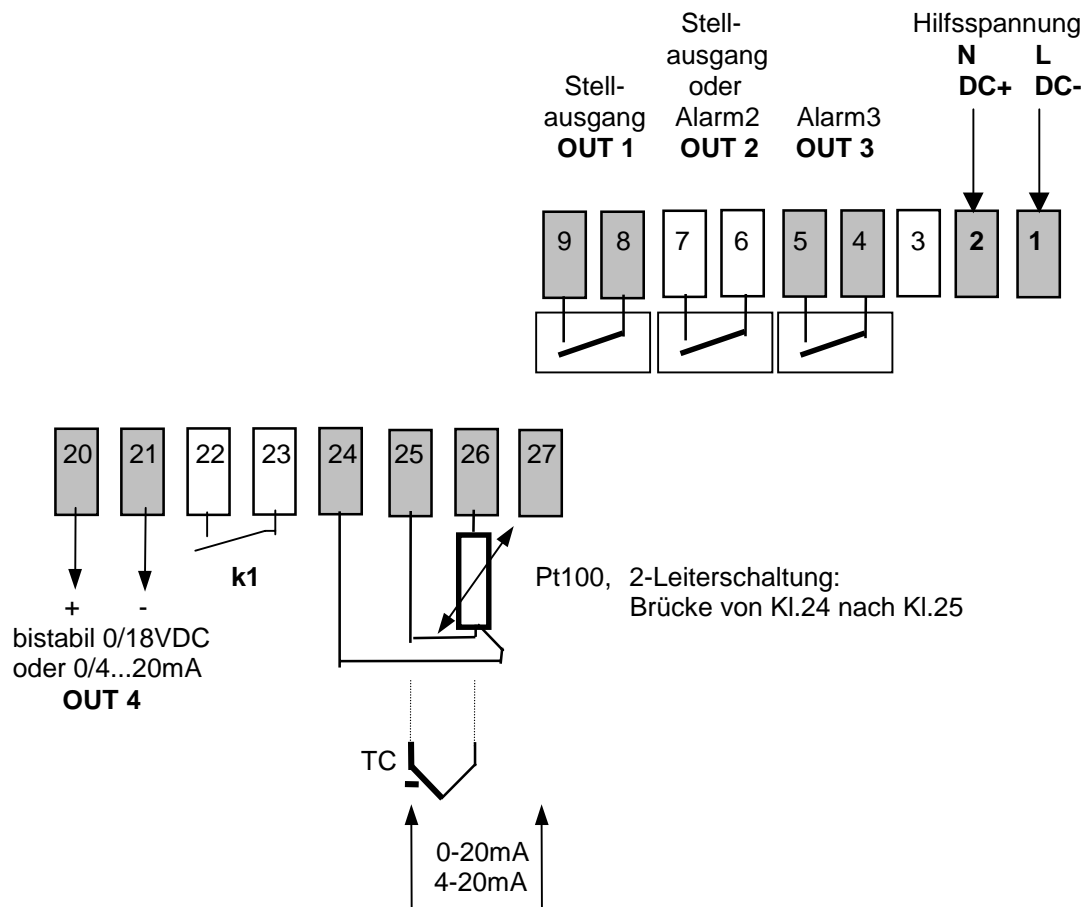 Stell-
ausgang
OUT 1
Stell-
ausgang
oder
Alarm2
OUT 2
Alarm3
OUT 3
Hilfsspannung
N L
DC+ DC-
9 8 7 6 5 4 3 2 1
20 21 22 23 24 25 26 27
k1
+ -
bistabil 0/18VDC
oder 0/4...20mA
OUT 4
Pt100, 2-Leiterschaltung:
Brücke von Kl.24 nach Kl.25
TC
0-20mA
4-20mA